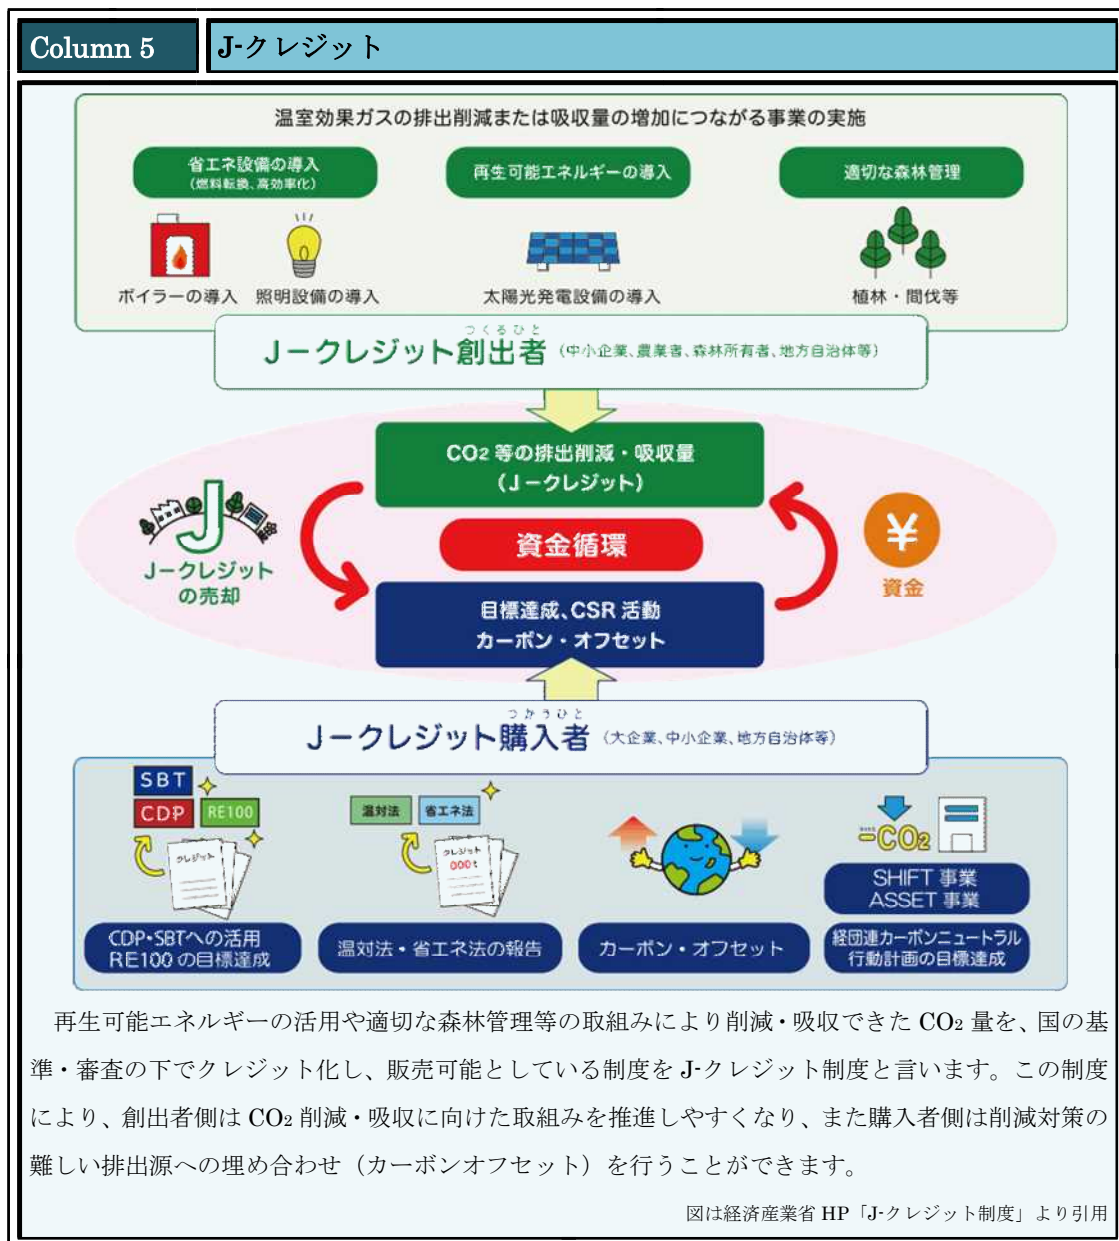 Column 5
J-クレジット
温室効果ガスの排出削減または吸収量の増加につながる事業の実施
省エネ設備の導入
(燃料転換、高効率化)
再生可能エネルギーの導入
適切な森林管理
ボイラーの導入
照明設備の導入
太陽光発電設備の導入
植林・間伐等
つくるひと
Jークレジット創出者(中小企業、農業者、森林所有者、地方自治体等)
CO2 等の排出削減・吸収量
(Jークレジット)
J
Jークレジット
の売却
資金循環
¥
資金
目標達成、CSR 活動
カーボン・オフセット
つかうひと
Jークレジット購入者(大企業、中小企業、地方自治体等)
SBT
CDP
RE100
クレジット
CDP・SBTへの活用
RE100 の目標達成
温対法
省エネ法
クレジット
000t
温対法・省エネ法の報告
カーボン・オフセット
CO2
SHIFT 事業
ASSET 事業
経団連カーボンニュートラル
行動計画の目標達成
再生可能エネルギーの活用や適切な森林管理等の取組みにより削減・吸収できた CO2 量を、国の基
準・審査の下でクレジット化し、販売可能としている制度を J-クレジット制度と言います。この制度
により、創出者側は CO2 削減・吸収に向けた取組みを推進しやすくなり、また購入者側は削減対策の
難しい排出源への埋め合わせ（カーボンオフセット）を行うことができます。
図は経済産業省 HP「J-クレジット制度」より引用